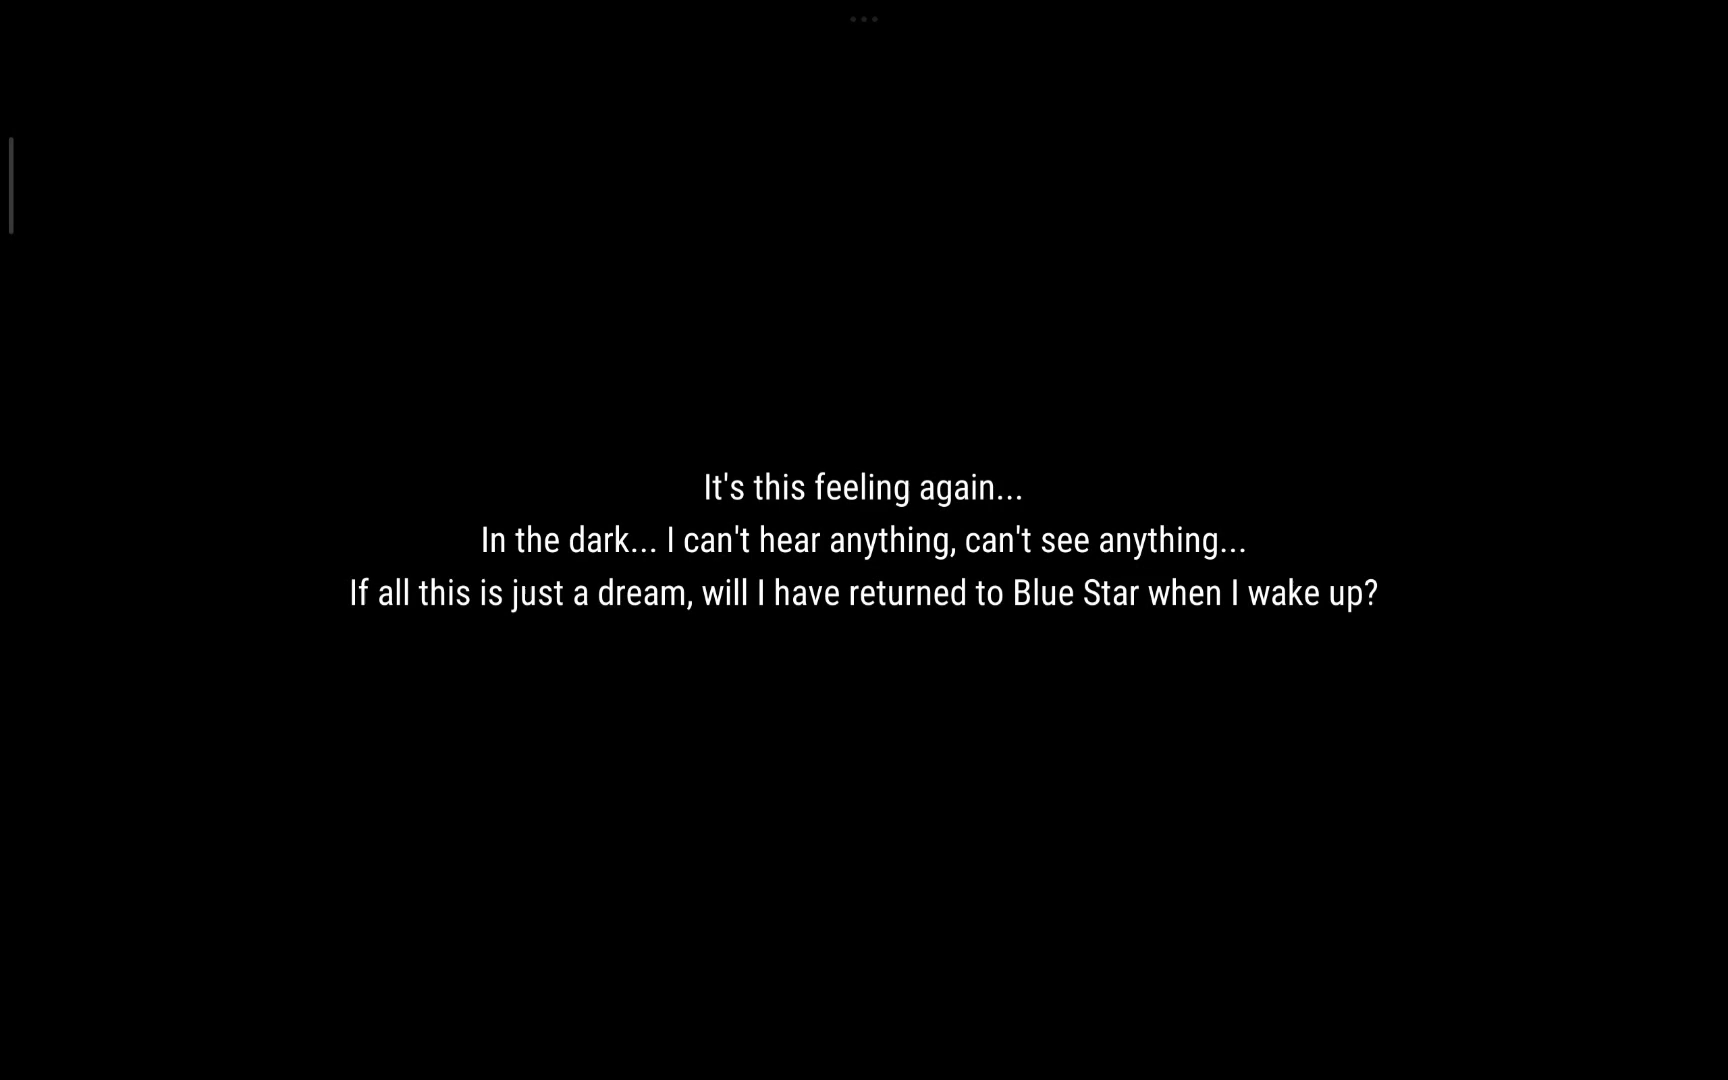 It's this feeling again...
In the dark... I can't hear anything, can't see anything...
If all this is just a dream, will I have returned to Blue Star when I wake up?